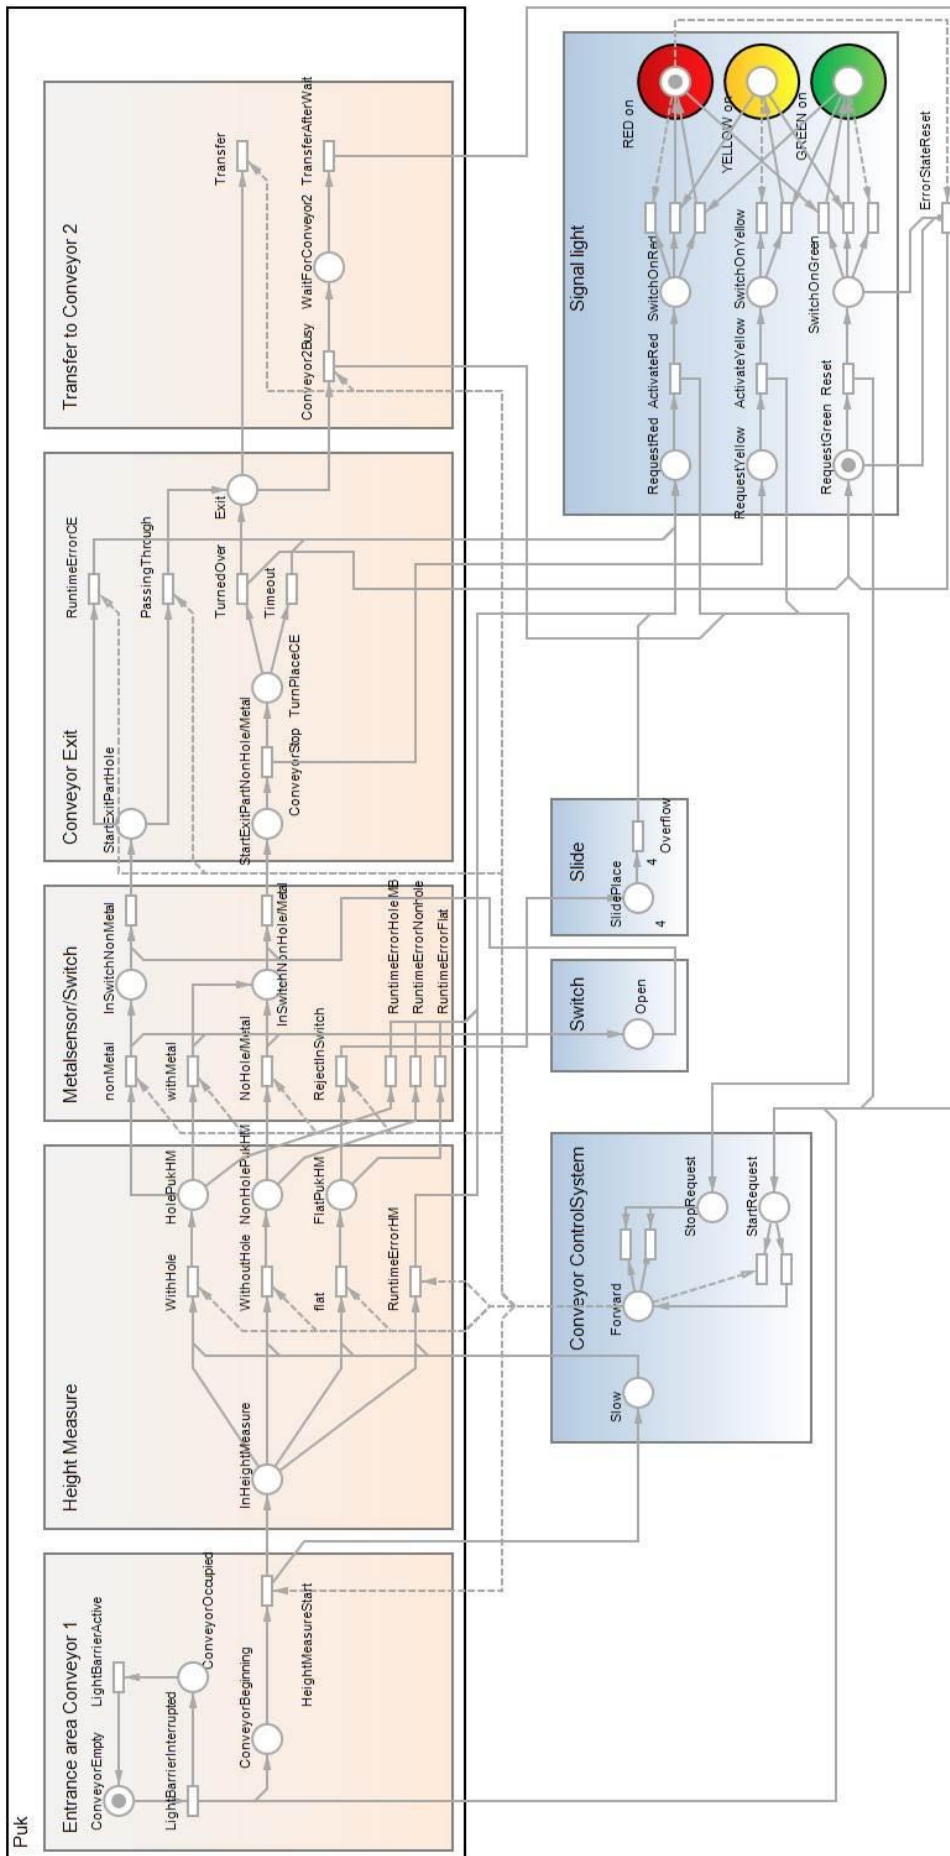 Puk
Entrance area Conveyor 1
ConveyorEmpty
LightBarrierActive
LightBarrierInterrupted
ConveyorOccupied
ConveyorBeginning
HeightMeasureStart
Height Measure
InHeightMeasure
WithHole
HolePukHM
WithoutHole
NonHolePukHM
flat
FlatPukHM
RuntimeErrorHM
Metalsensor/Switch
nonMetal
InSwitchNonMetal
withMetal
NoHole/Metal
InSwitchNonHole/Metal
RejectInSwitch
RuntimeErrorHole MB
RuntimeErrorNonhole
RuntimeErrorFlat
Conveyor Exit
StartExitPartHole
RuntimeErrorCE
PassingThrough
StartExitPartNonHole/Metal
ConveyorStop
TurnPlaceCE
TurnedOver
Timeout
Exit
Transfer to Conveyor 2
Transfer
Conveyor2Busy
WaitForConveyor2
TransferAfterWait
Conveyor ControlSystem
Slow
Forward
StopRequest
StartRequest
Switch
Open
Slide
SlidePlace
4
4
Overflow
Signal light
RequestRed
ActivateRed
SwitchOnRed
RED on
RequestYellow
ActivateYellow
SwitchOnYellow
YELLOW on
RequestGreen
Reset
SwitchOnGreen
GREEN on
ErrorStateReset